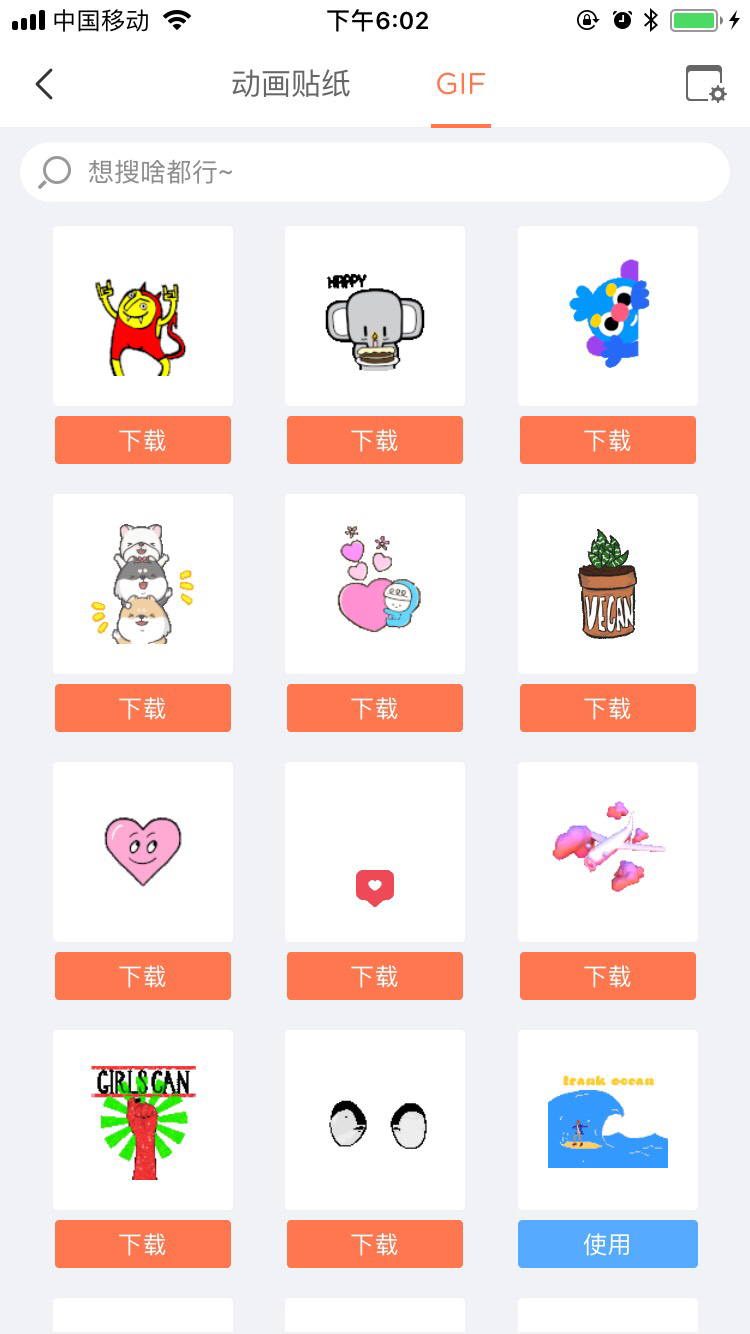 中国移动 下午6:02
动画贴纸 GIF
想搜啥都行~
HAPPY
下载 下载 下载
VEGAN
下载 下载 下载
下载 下载 下载
GIRLS CAN
frank ocean
下载 下载 使用